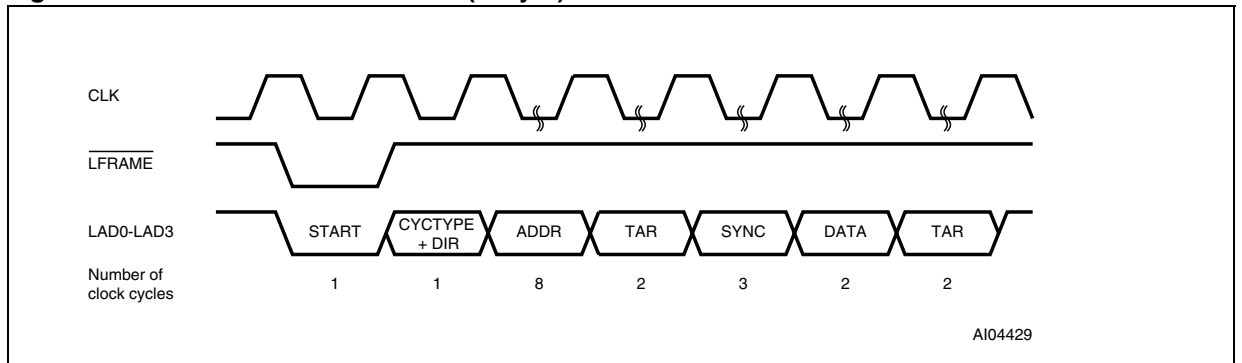 CLK
LFRAME
LAD0-LAD3 START CYCTYPE + DIR ADDR TAR SYNC DATA TAR
Number of clock cycles 1 1 8 2 3 2 2
AI04429